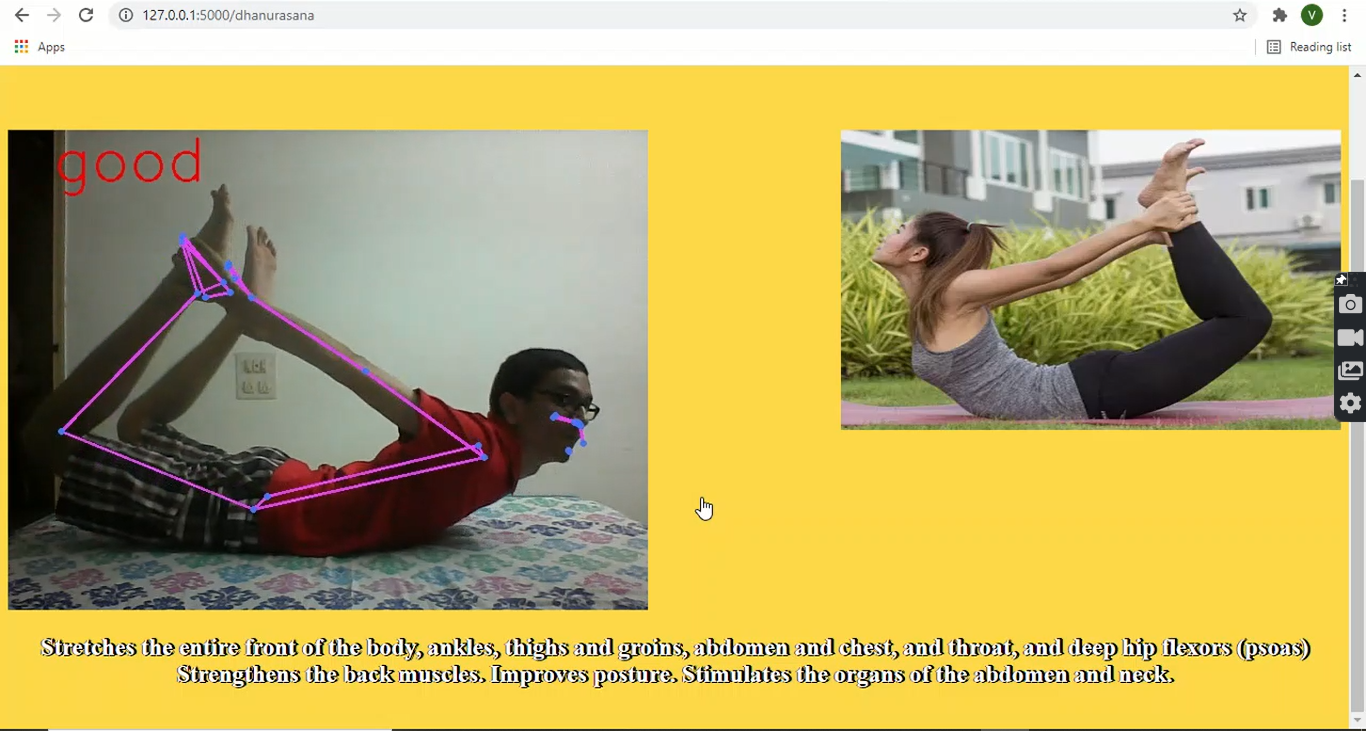 127.0.0.1:5000/dhanurasana
V
Apps
Reading list
good
Stretches the entire front of the body, ankles, thighs and groins, abdomen and chest, and throat, and deep hip flexors (psoas)
Strengthens the back muscles. Improves posture. Stimulates the organs of the abdomen and neck.